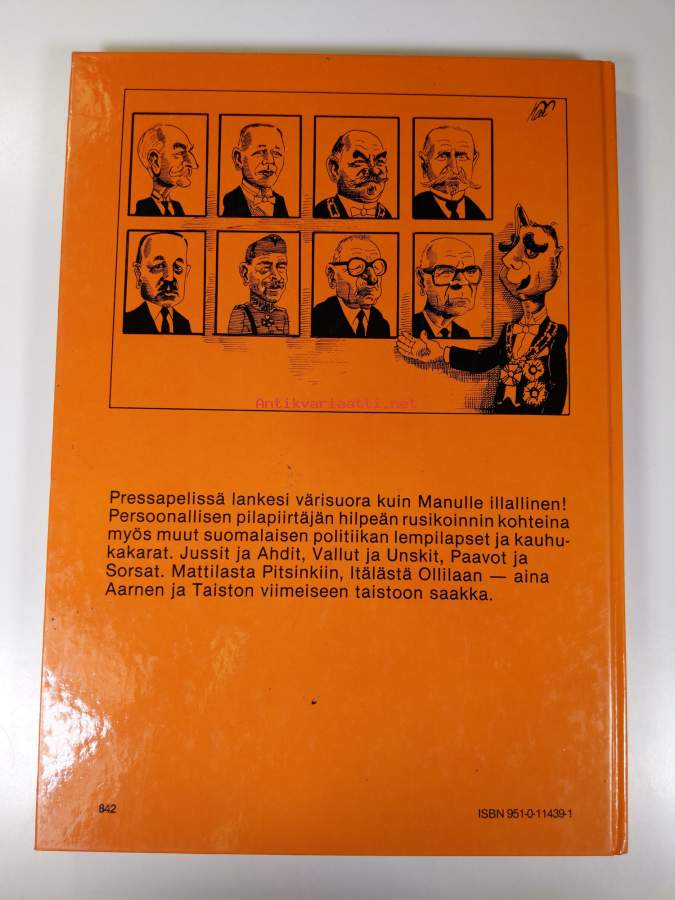 Antikvariaatti.net
Pressapelissä lankesi värisuora kuin Manulle illallinen!
Persoonallisen pilapiirtäjän hilpeän rusikoinnin kohteina
myös muut suomalaisen politiikan lempilapset ja kauhu-
kakarat. Jussit ja Ahdit, Vallut ja Unskit, Paavot ja
Sorsat. Mattilasta Pitsinkiin, Itälästä Ollilaan — aina
Aarnen ja Taiston viimeiseen taistoon saakka.
842
ISBN 951-0-11439-1